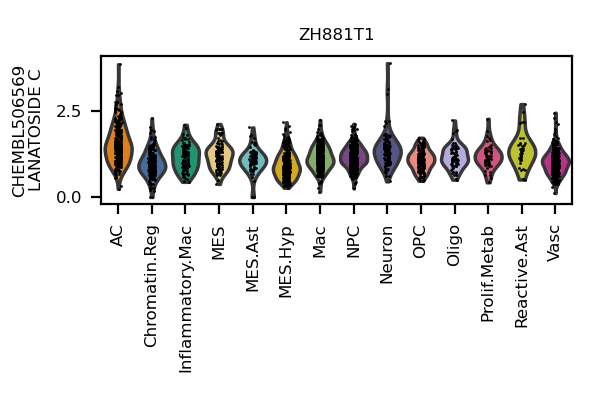 ZH881T1
CHEMBL506569
LANATOSIDE C
2.5
0.0
AC
Chromatin.Reg
Inflammatory.Mac
MES
MES.Ast
MES.Hyp
Mac
NPC
Neuron
OPC
Oligo
Prolif.Metab
Reactive.Ast
Vasc